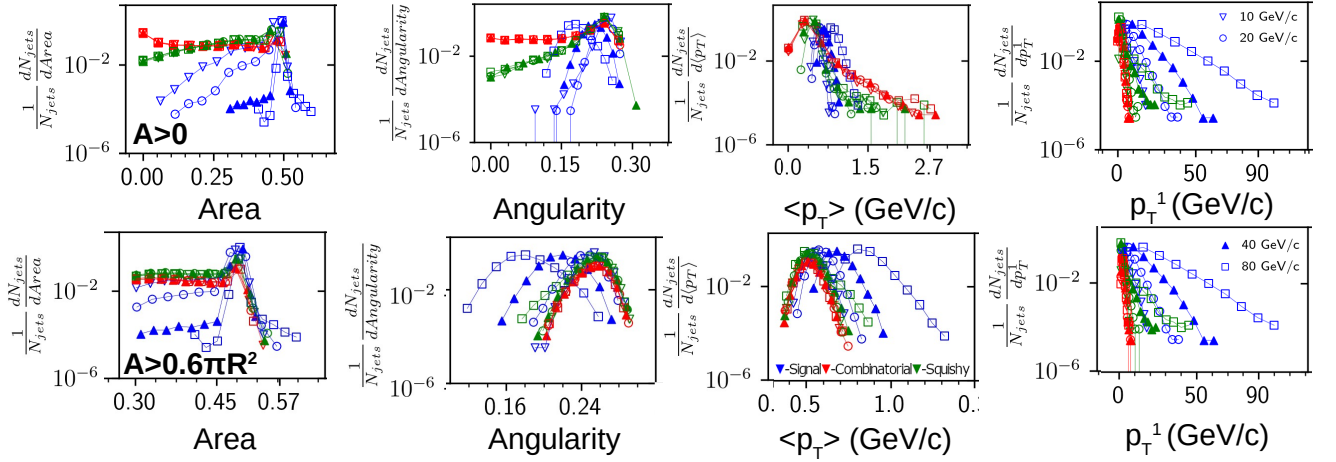 1/N_jets dN_jets/dArea
10^-2
10^-6
A>0
0.00 0.25 0.50
Area
1/N_jets dN_jets/dAngularity
10^-2
10^-6
0.00 0.15 0.30
Angularity
1/N_jets dN_jets/d⟨p_T⟩
10^-2
10^-6
0.0 1.5 2.7
<p_T> (GeV/c)
1/N_jets dN_jets/dp_T^1
10^-2
10^-6
10 GeV/c
20 GeV/c
0 50 90
p_T^1 (GeV/c)
1/N_jets dN_jets/dArea
10^-2
10^-6
A>0.6πR²
0.30 0.45 0.57
Area
1/N_jets dN_jets/dAngularity
10^-2
10^-6
0.12 0.24
Angularity
1/N_jets dN_jets/d⟨p_T⟩
10^-2
10^-6
-Signal -Combinatorial -Squishy
0. 0.5 1.0 1.
<p_T> (GeV/c)
1/N_jets dN_jets/dp_T^1
10^-2
10^-6
40 GeV/c
80 GeV/c
0 50 90
p_T^1 (GeV/c)